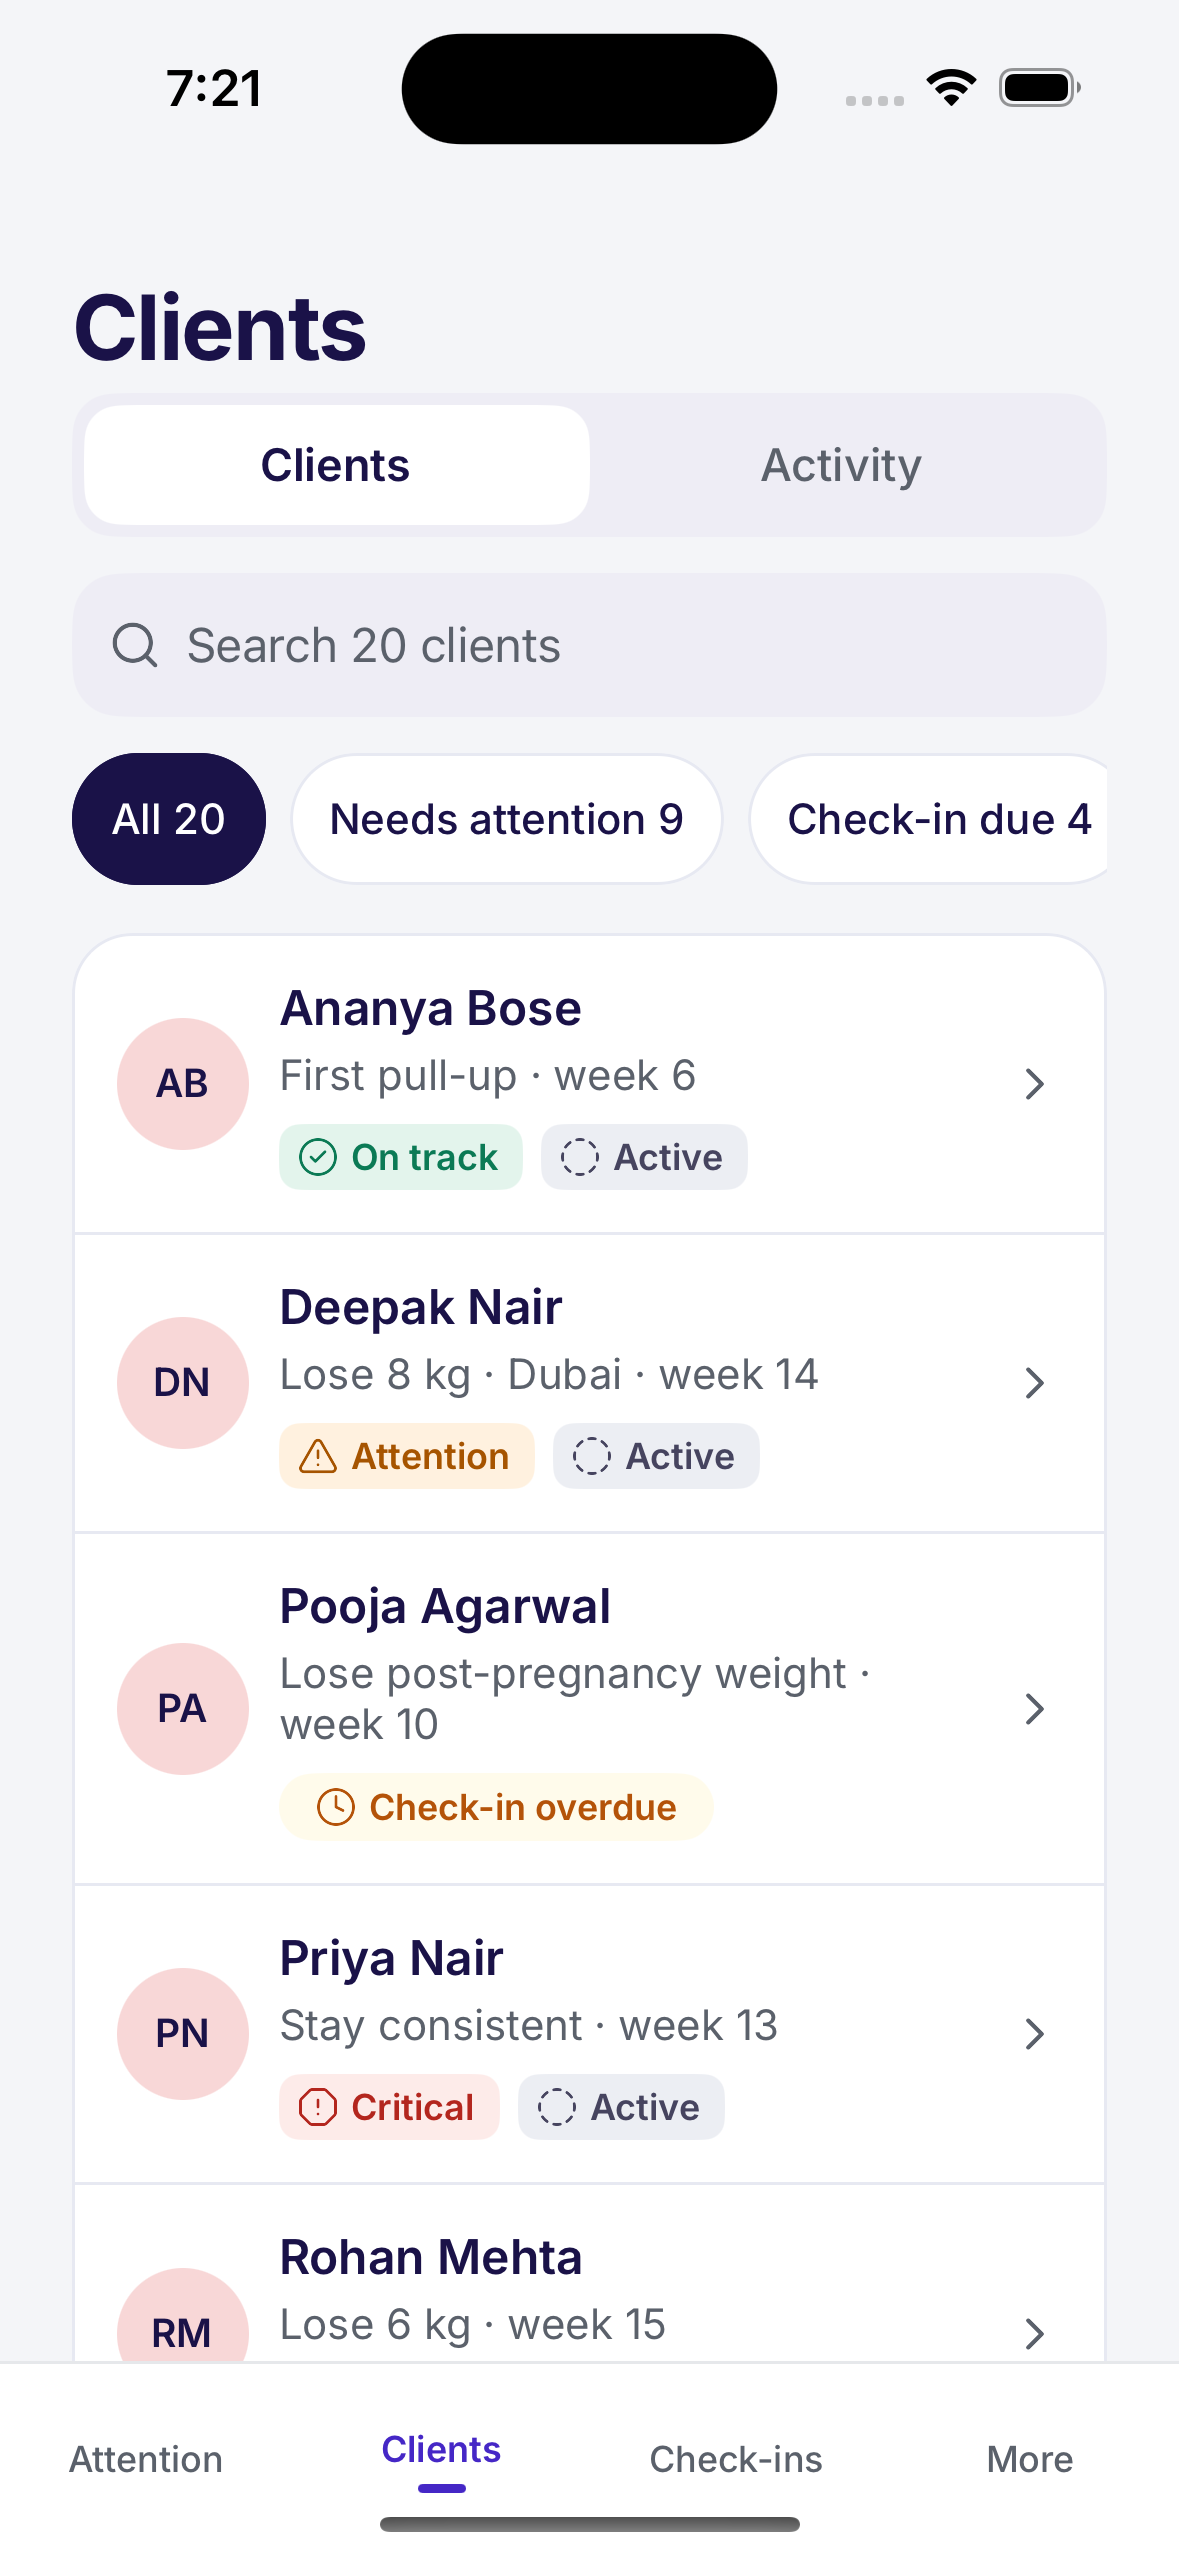 7:21
Clients
Clients
Activity
Search 20 clients
All 20
Needs attention 9
Check-in due 4
AB
Ananya Bose
First pull-up · week 6
On track
Active
DN
Deepak Nair
Lose 8 kg · Dubai · week 14
Attention
Active
PA
Pooja Agarwal
Lose post-pregnancy weight ·
week 10
Check-in overdue
PN
Priya Nair
Stay consistent · week 13
Critical
Active
RM
Rohan Mehta
Lose 6 kg · week 15
Attention
Clients
Check-ins
More